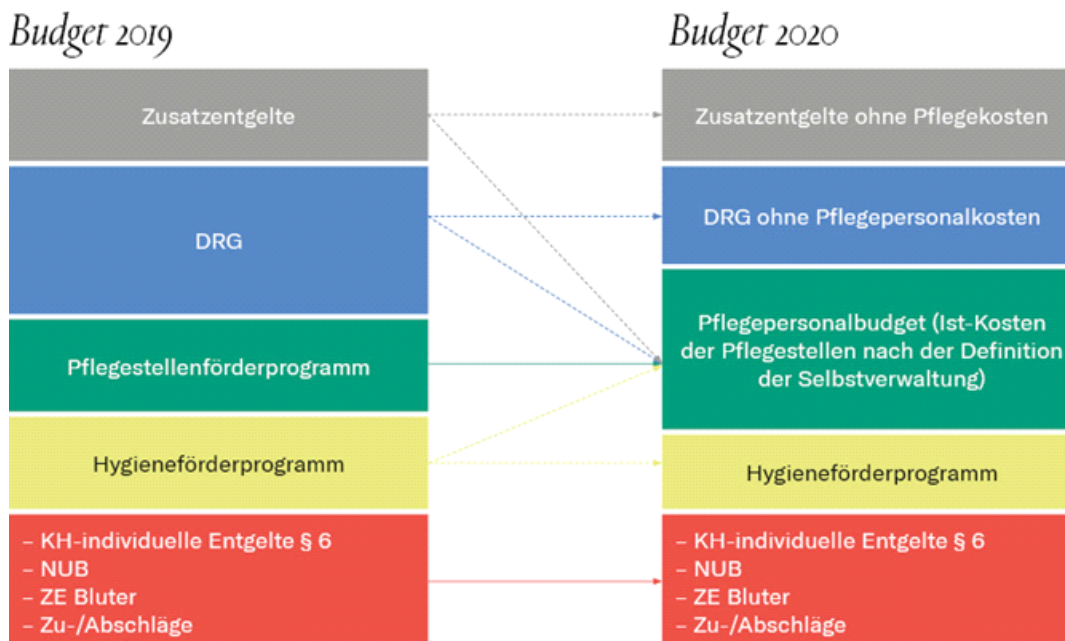 Budget 2019
Zusatzentgelte
DRG
Pflegestellenförderprogramm
Hygieneförderprogramm
– KH-individuelle Entgelte § 6
– NUB
– ZE Bluter
– Zu-/Abschläge
Budget 2020
Zusatzentgelte ohne Pflegekosten
DRG ohne Pflegepersonalkosten
Pflegepersonalbudget (Ist-Kosten
der Pflegestellen nach der Definition
der Selbstverwaltung)
Hygieneförderprogramm
– KH-individuelle Entgelte § 6
– NUB
– ZE Bluter
– Zu-/Abschläge